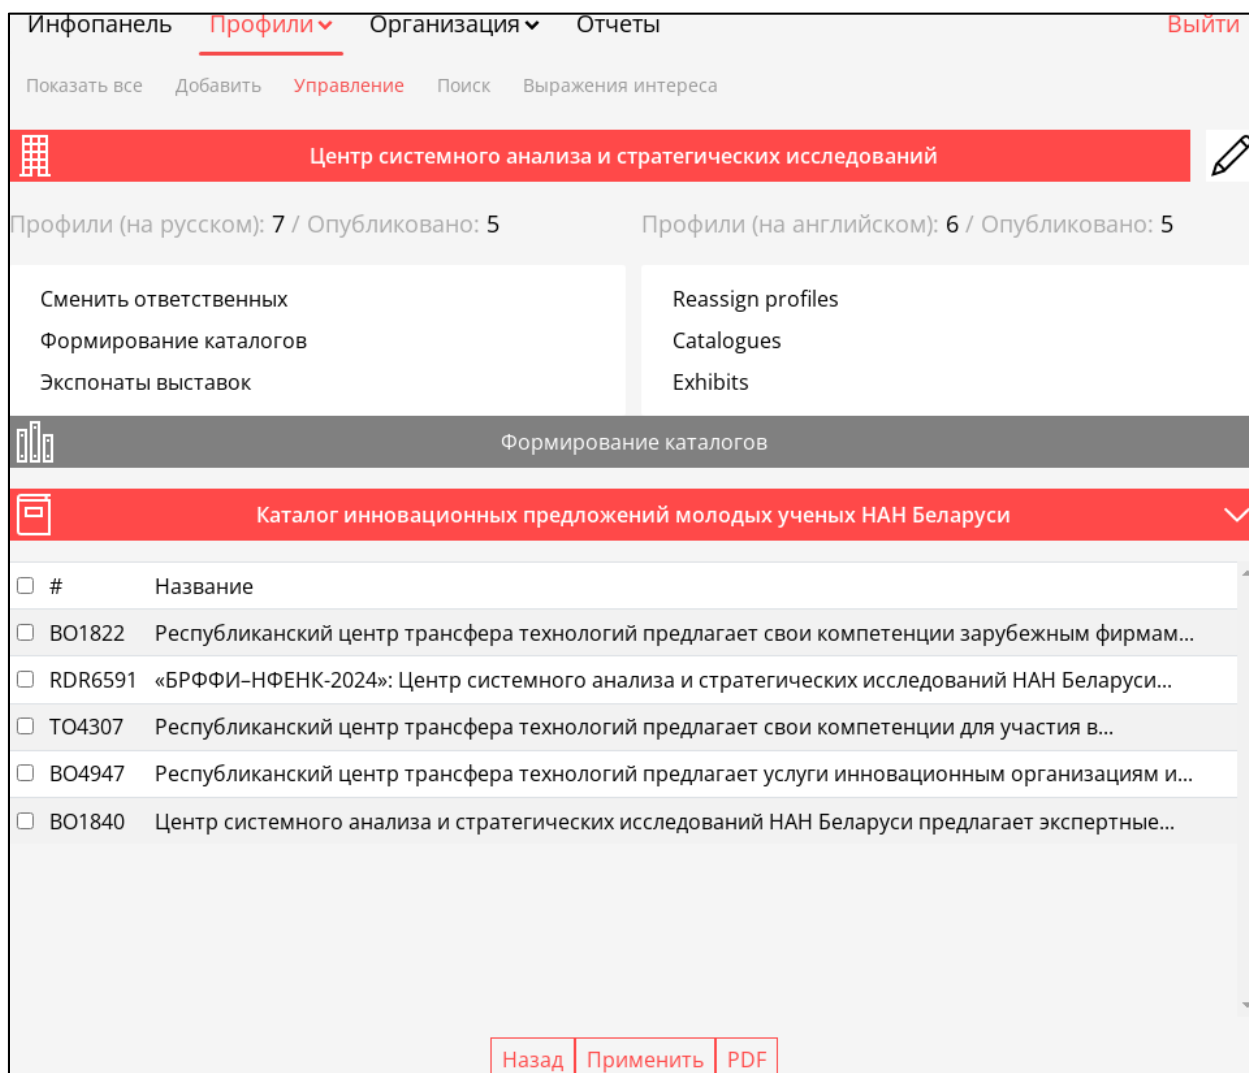 Инфопанель Профили Организация Отчеты Выйти
Показать все Добавить Управление Поиск Выражения интереса
Центр системного анализа и стратегических исследований
Профили (на русском): 7 / Опубликовано: 5 Профили (на английском): 6 / Опубликовано: 5
Сменить ответственных Reassign profiles
Формирование каталогов Catalogues
Экспонаты выставок Exhibits
Формирование каталогов
Каталог инновационных предложений молодых ученых НАН Беларуси
# Название
BO1822 Республиканский центр трансфера технологий предлагает свои компетенции зарубежным фирмам...
RDR6591 «БРФФИ–НФЕНК-2024»: Центр системного анализа и стратегических исследований НАН Беларуси...
TO4307 Республиканский центр трансфера технологий предлагает свои компетенции для участия в...
BO4947 Республиканский центр трансфера технологий предлагает услуги инновационным организациям и...
BO1840 Центр системного анализа и стратегических исследований НАН Беларуси предлагает экспертные...
Назад Применить PDF